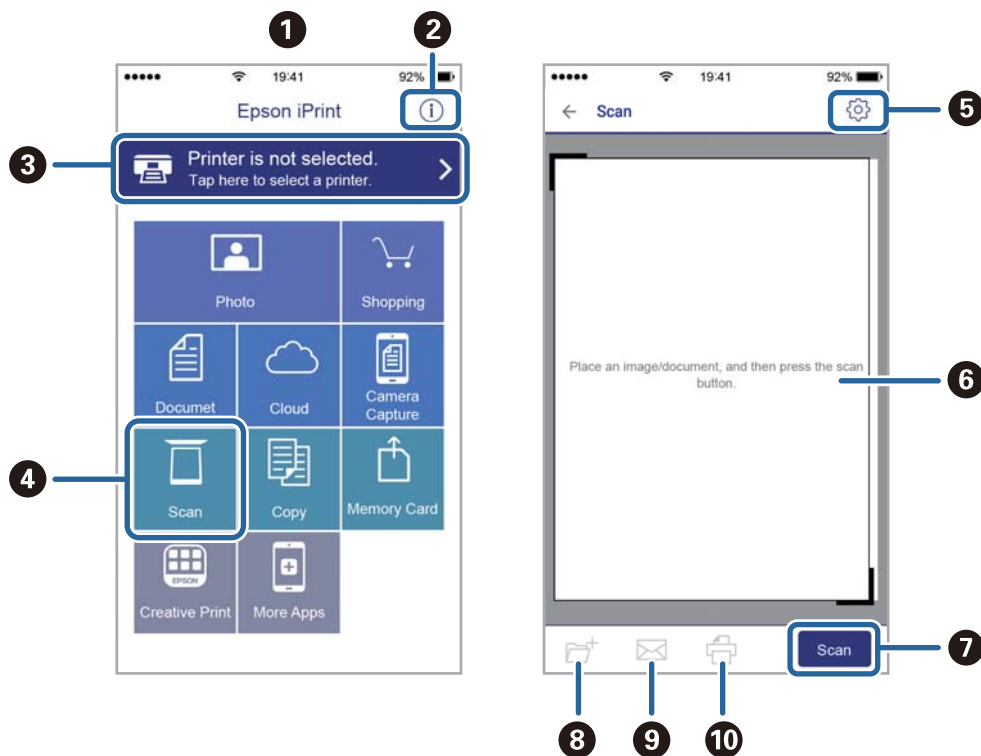 1
2
19:41
92%
Epson iPrint
i
3
Printer is not selected.
Tap here to select a printer.
Photo
Shopping
Documet
Cloud
Camera
Capture
4
Scan
Copy
Memory Card
EPSON
Creative Print
More Apps
19:41
92%
5
Scan
Place an image/document, and then press the scan
button.
6
Scan
7
8
9
10